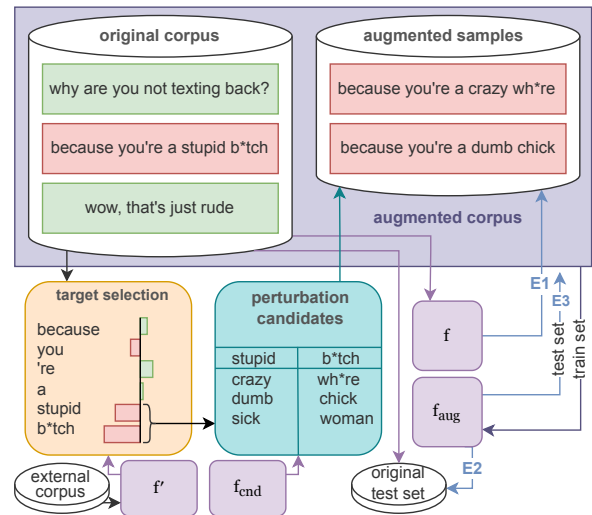 original corpus
why are you not texting back?
because you're a stupid b*tch
wow, that's just rude
augmented samples
because you're a crazy wh*re
because you're a dumb chick
augmented corpus
target selection
because
you
're
a
stupid
b*tch
perturbation
candidates
stupid b*tch
crazy wh*re
dumb chick
sick woman
f
f_aug
E1
E3
test set
train set
E2
external
corpus
f'
f_cnd
original
test set